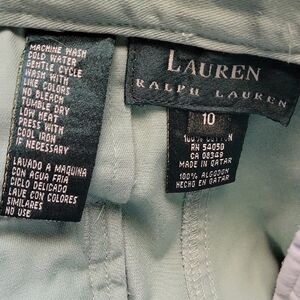 MACHINE WASH
COLD WATER
GENTLE CYCLE
WASH WITH
LIKE COLORS
NO BLEACH
TUMBLE DRY
LOW HEAT
PRESS WITH
COOL IRON
IF NECESSARY
LAVADO A MAQUINA
CON AGUA FRIA
CICLO DELICADO
LAVE CON COLORES
SIMILARES
NO USE
LAUREN
RALPH LAUREN
10
100% COTTON
RN 54050
CA 08349
MADE IN QATAR
100% ALGODON
HECHO EN QATAR